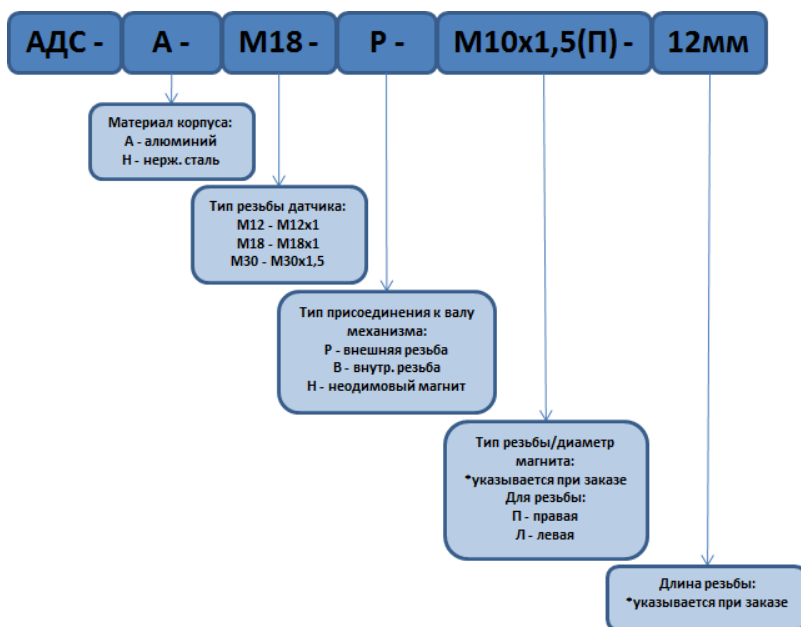 АДС - А - М18 - Р - М10х1,5(П) - 12мм
Материал корпуса:
А - алюминий
Н - нерж. сталь
Тип резьбы датчика:
М12 - М12х1
М18 - М18х1
М30 - М30х1,5
Тип присоединения к валу
механизма:
Р - внешняя резьба
В - внутр. резьба
Н - неодимовый магнит
Тип резьбы/диаметр
магнита:
*указывается при заказе
Для резьбы:
П - правая
Л - левая
Длина резьбы:
*указывается при заказе